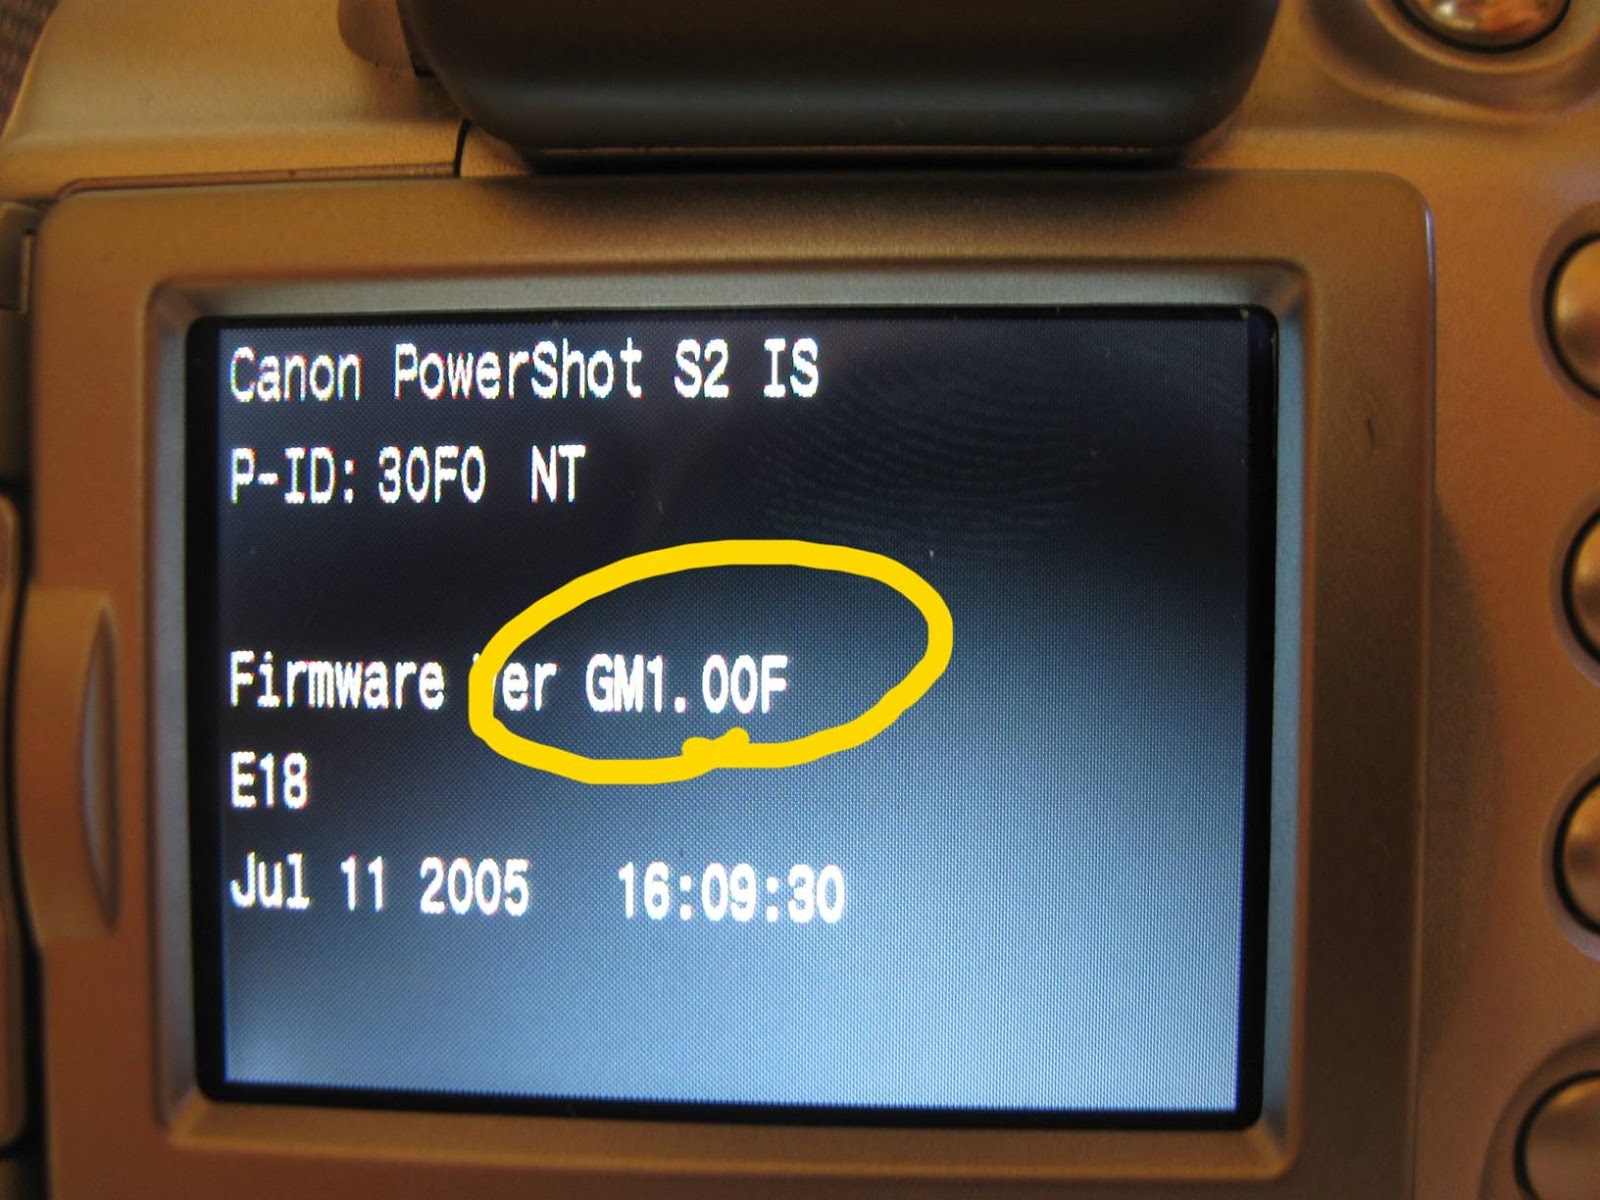 Canon PowerShot S2 IS
P-ID: 30F0 NT
Firmware Ver GM1.00F
E18
Jul 11 2005 16:09:30